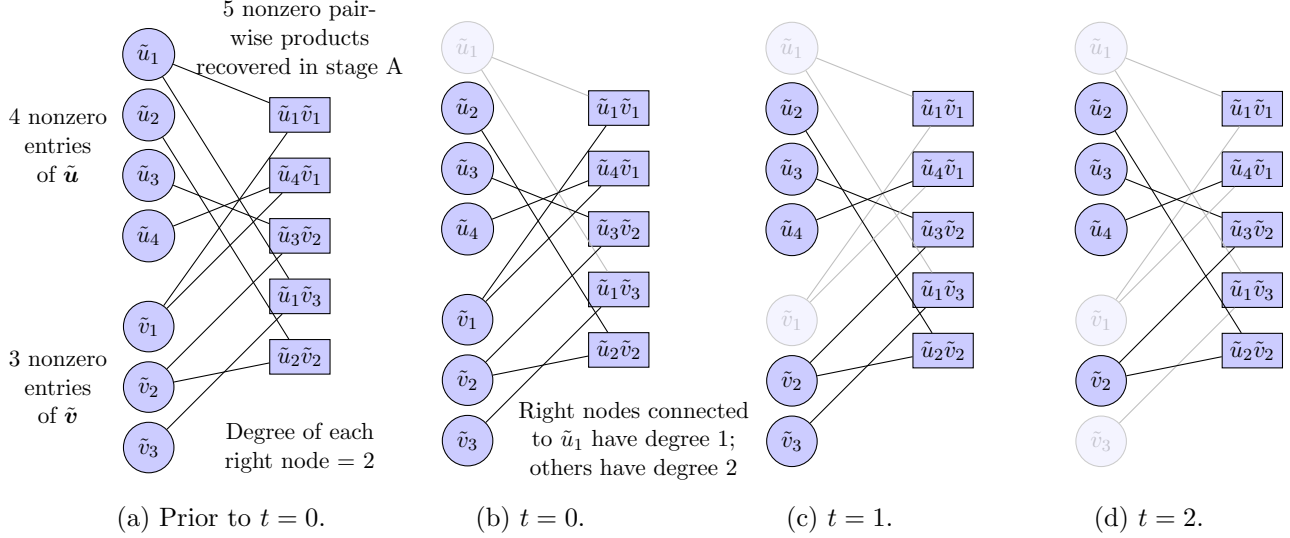 5 nonzero pair-
wise products
recovered in stage A
4 nonzero
entries
of ũ
3 nonzero
entries
of ṽ
ũ₁
ũ₂
ũ₃
ũ₄
ṽ₁
ṽ₂
ṽ₃
ũ₁ṽ₁
ũ₄ṽ₁
ũ₃ṽ₂
ũ₁ṽ₃
ũ₂ṽ₂
Degree of each
right node = 2
(a) Prior to t = 0.
ũ₁
ũ₂
ũ₃
ũ₄
ṽ₁
ṽ₂
ṽ₃
ũ₁ṽ₁
ũ₄ṽ₁
ũ₃ṽ₂
ũ₁ṽ₃
ũ₂ṽ₂
Right nodes connected
to ũ₁ have degree 1;
others have degree 2
(b) t = 0.
ũ₁
ũ₂
ũ₃
ũ₄
ṽ₁
ṽ₂
ṽ₃
ũ₁ṽ₁
ũ₄ṽ₁
ũ₃ṽ₂
ũ₁ṽ₃
ũ₂ṽ₂
(c) t = 1.
ũ₁
ũ₂
ũ₃
ũ₄
ṽ₁
ṽ₂
ṽ₃
ũ₁ṽ₁
ũ₄ṽ₁
ũ₃ṽ₂
ũ₁ṽ₃
ũ₂ṽ₂
(d) t = 2.